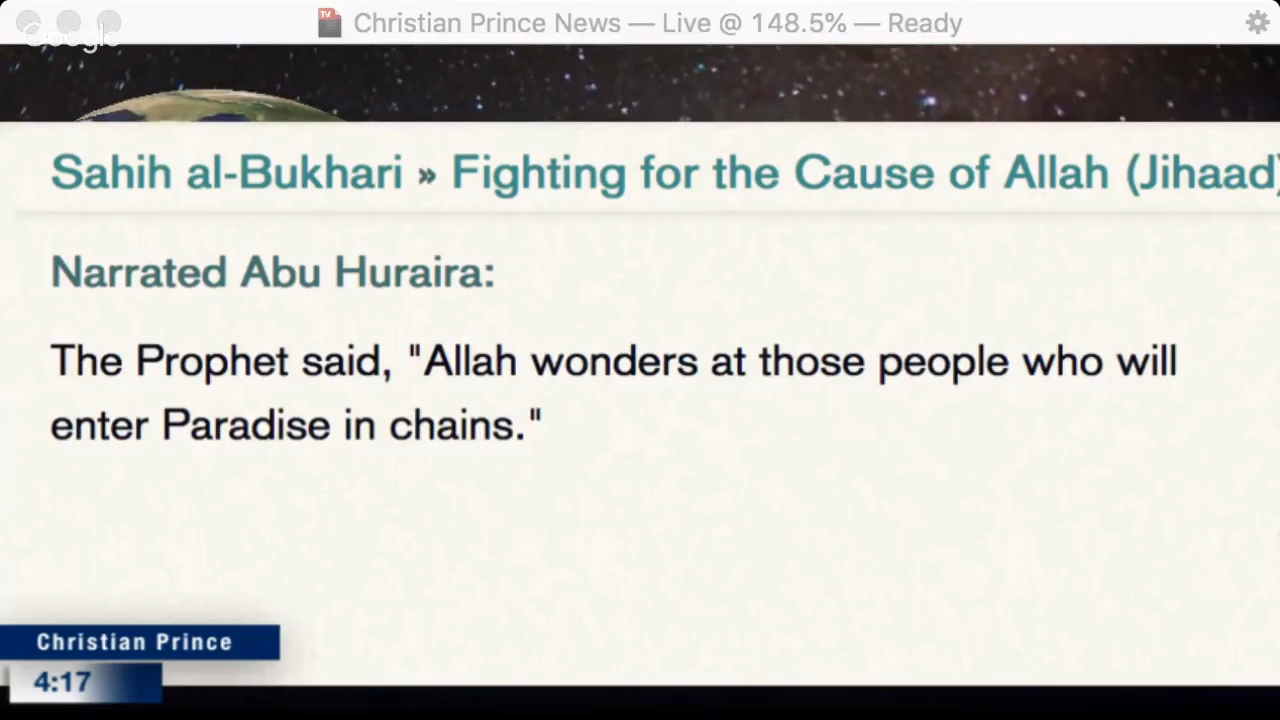 Christian Prince News — Live @ 148.5% — Ready
Google
Sahih al-Bukhari » Fighting for the Cause of Allah (Jihaad)
Narrated Abu Huraira:
The Prophet said, "Allah wonders at those people who will
enter Paradise in chains."
Christian Prince
4:17